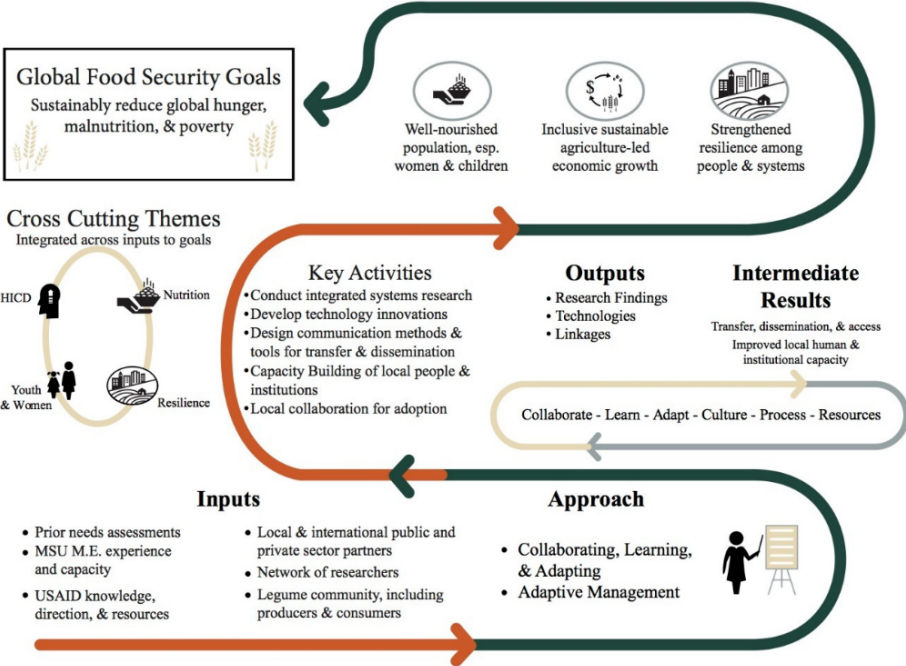 Global Food Security Goals
Sustainably reduce global hunger,
malnutrition, & poverty
Well-nourished
population, esp.
women & children
Inclusive sustainable
agriculture-led
economic growth
Strengthened
resilience among
people & systems
$
Cross Cutting Themes
Integrated across inputs to goals
HICD
Nutrition
Youth
& Women
Resilience
Key Activities
•Conduct integrated systems research
•Develop technology innovations
•Design communication methods &
tools for transfer & dissemination
•Capacity Building of local people &
institutions
•Local collaboration for adoption
Outputs
• Research Findings
• Technologies
• Linkages
Intermediate
Results
Transfer, dissemination, & access
Improved local human &
institutional capacity
Collaborate - Learn - Adapt - Culture - Process - Resources
Inputs
• Prior needs assessments
• MSU M.E. experience
and capacity
• USAID knowledge,
direction, & resources
• Local & international public and
private sector partners
• Network of researchers
• Legume community, including
producers & consumers
Approach
• Collaborating, Learning,
& Adapting
• Adaptive Management